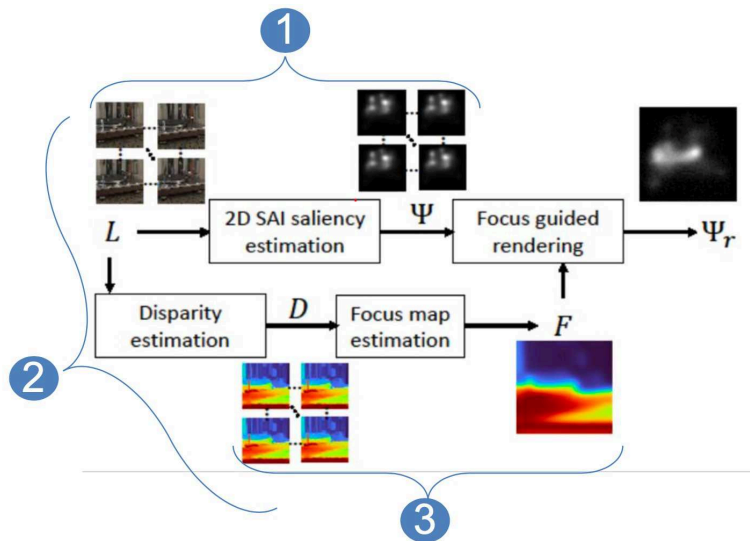 1
2D SAI saliency
estimation
Ψ
Focus guided
rendering
L
Ψr
Disparity
estimation
D
Focus map
estimation
F
2
3